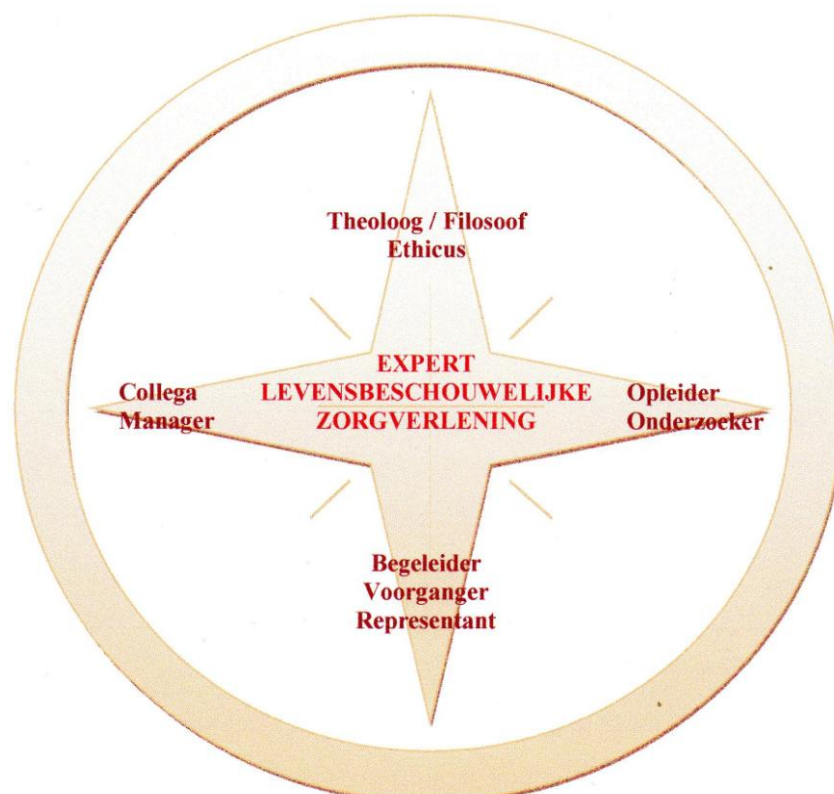 Theoloog / Filosoof
Ethicus
EXPERT
LEVENSBESCHOUWELIJKE
ZORGVERLENING
Collega
Manager
Opleider
Onderzoeker
Begeleider
Voorganger
Representant